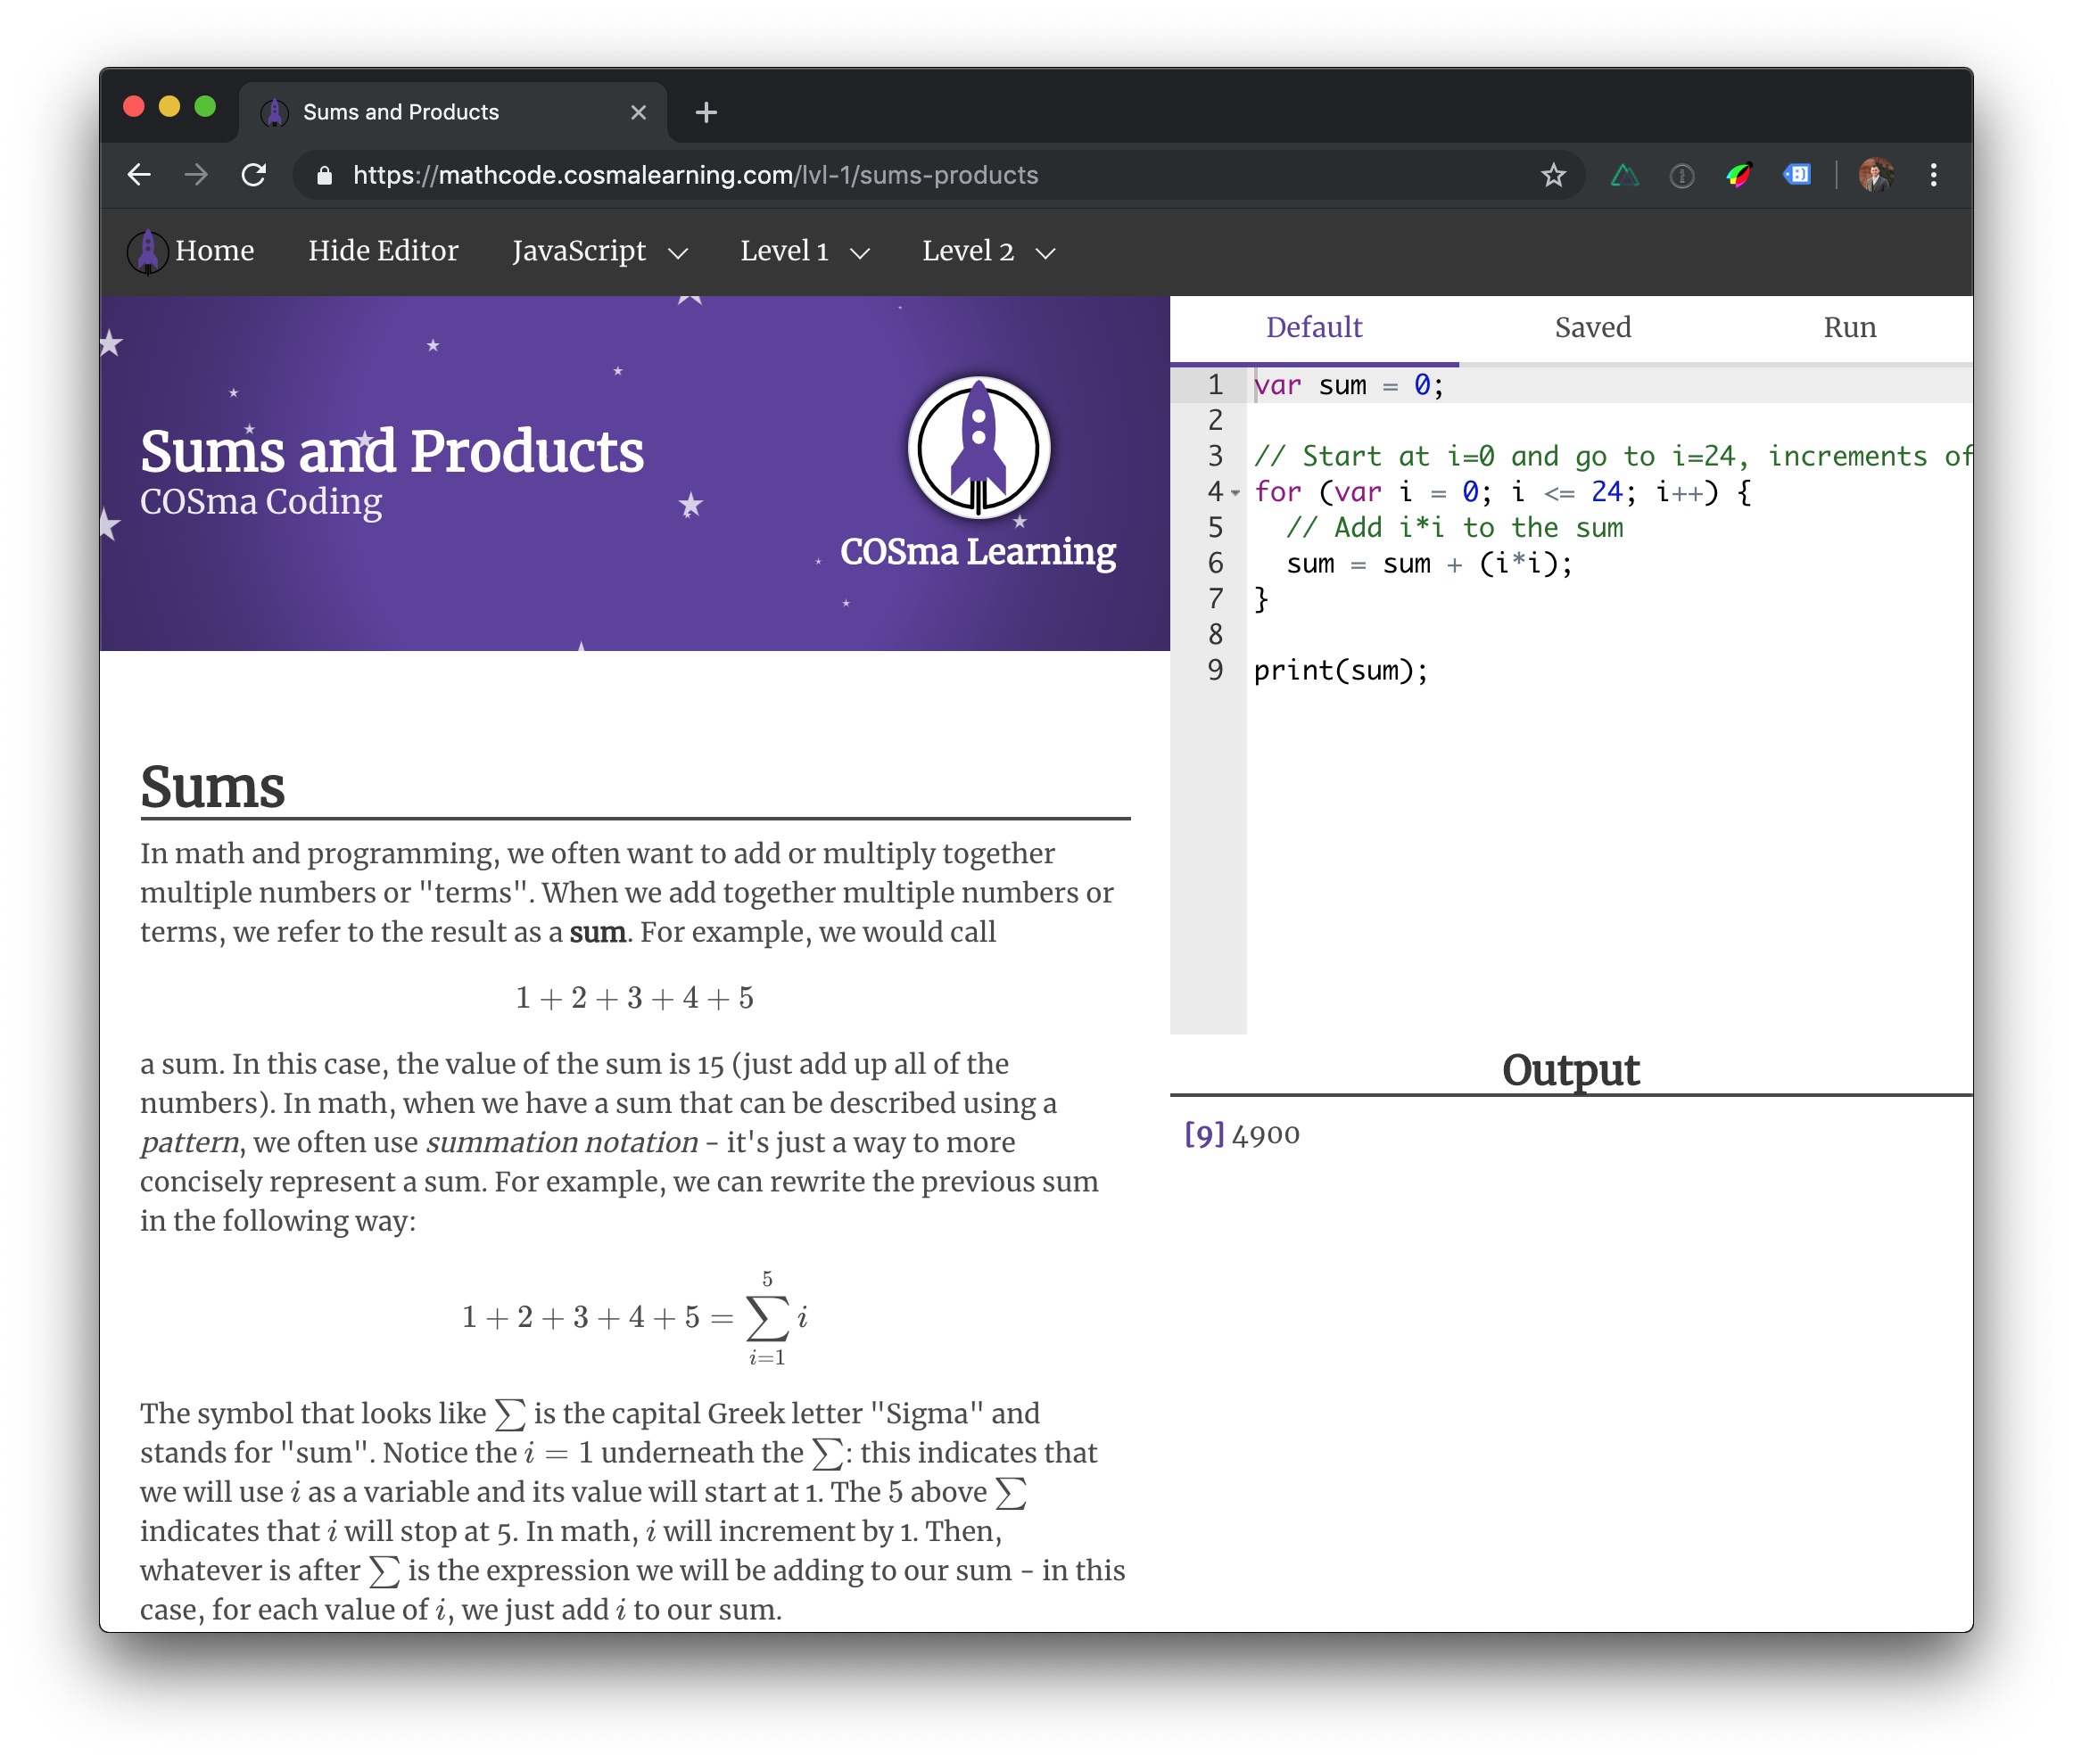 Sums and Products
https://mathcode.cosmalearning.com/lvl-1/sums-products
Home Hide Editor JavaScript Level 1 Level 2
Sums and Products
COSma Coding
COSma Learning
Sums
In math and programming, we often want to add or multiply together
multiple numbers or "terms". When we add together multiple numbers or
terms, we refer to the result as a sum. For example, we would call
1 + 2 + 3 + 4 + 5
a sum. In this case, the value of the sum is 15 (just add up all of the
numbers). In math, when we have a sum that can be described using a
pattern, we often use summation notation - it's just a way to more
concisely represent a sum. For example, we can rewrite the previous sum
in the following way:
5
1 + 2 + 3 + 4 + 5 = ∑ i
i=1
The symbol that looks like ∑ is the capital Greek letter "Sigma" and
stands for "sum". Notice the i = 1 underneath the ∑: this indicates that
we will use i as a variable and its value will start at 1. The 5 above ∑
indicates that i will stop at 5. In math, i will increment by 1. Then,
whatever is after ∑ is the expression we will be adding to our sum - in this
case, for each value of i, we just add i to our sum.
Default Saved Run
1 var sum = 0;
2
3 // Start at i=0 and go to i=24, increments of
4 for (var i = 0; i <= 24; i++) {
5 // Add i*i to the sum
6 sum = sum + (i*i);
7 }
8
9 print(sum);
Output
[9] 4900